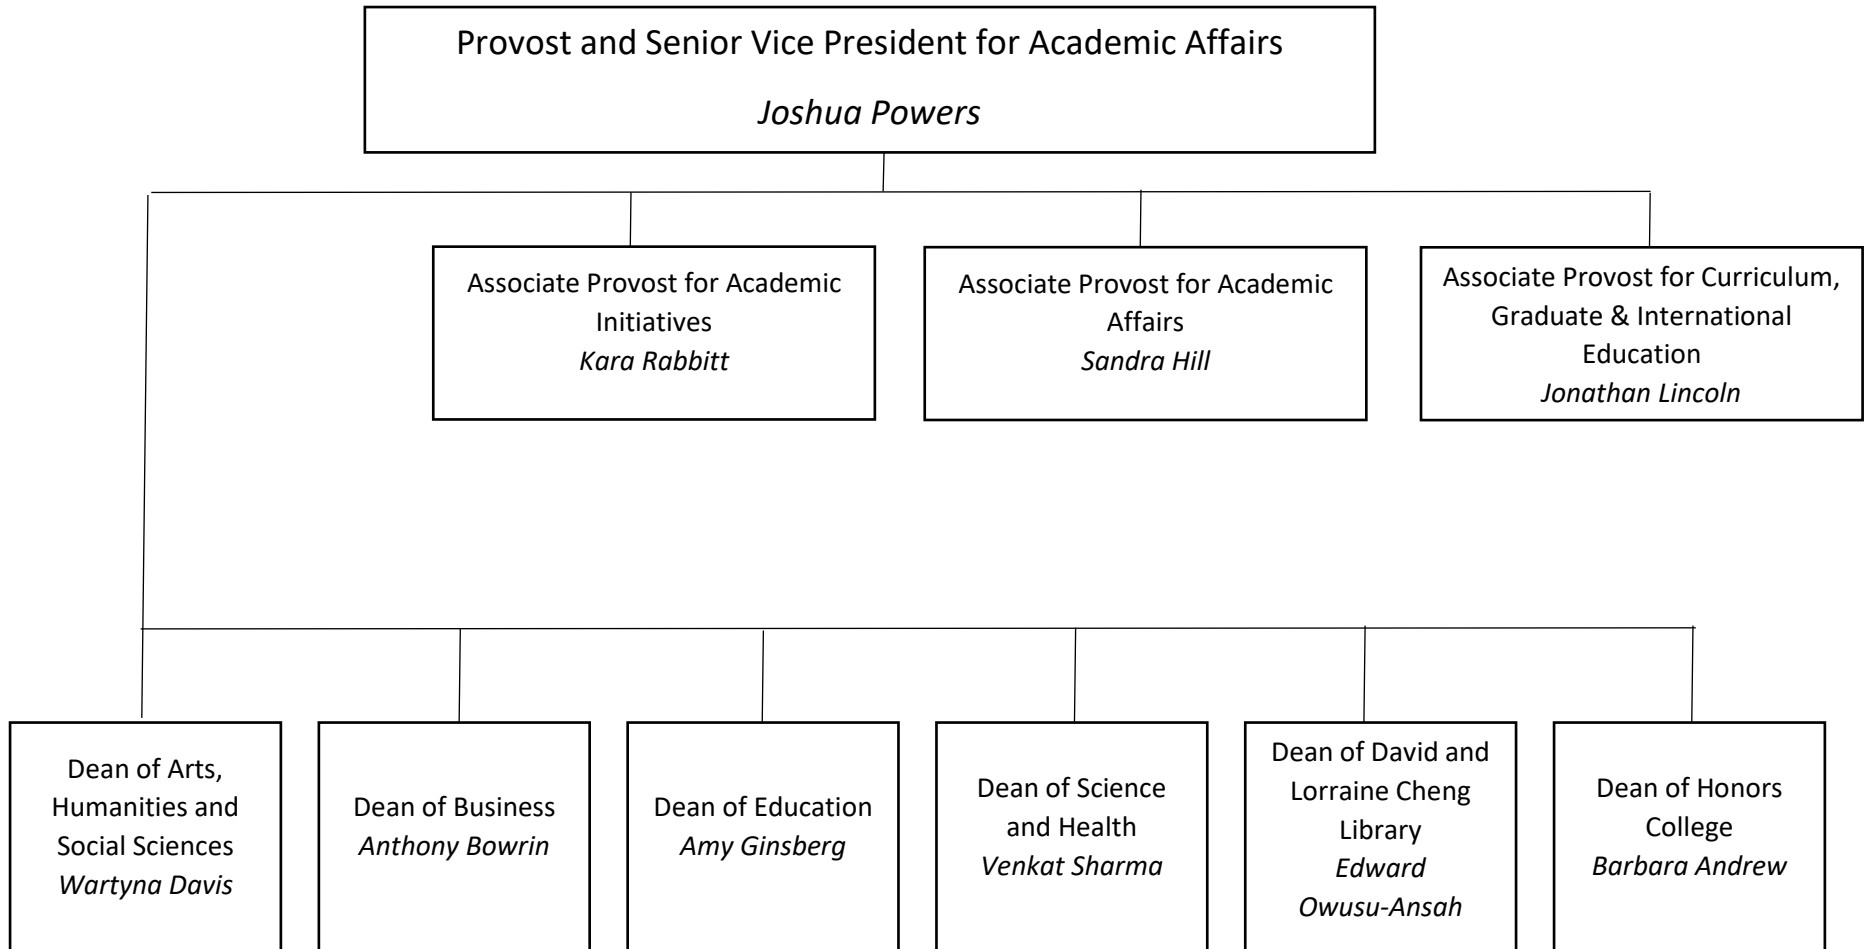 Provost and Senior Vice President for Academic Affairs
Joshua Powers
Associate Provost for Academic
Initiatives
Kara Rabbitt
Associate Provost for Academic
Affairs
Sandra Hill
Associate Provost for Curriculum,
Graduate & International
Education
Jonathan Lincoln
Dean of Arts,
Humanities and
Social Sciences
Wartyna Davis
Dean of Business
Anthony Bowrin
Dean of Education
Amy Ginsberg
Dean of Science
and Health
Venkat Sharma
Dean of David and
Lorraine Cheng
Library
Edward
Owusu-Ansah
Dean of Honors
College
Barbara Andrew